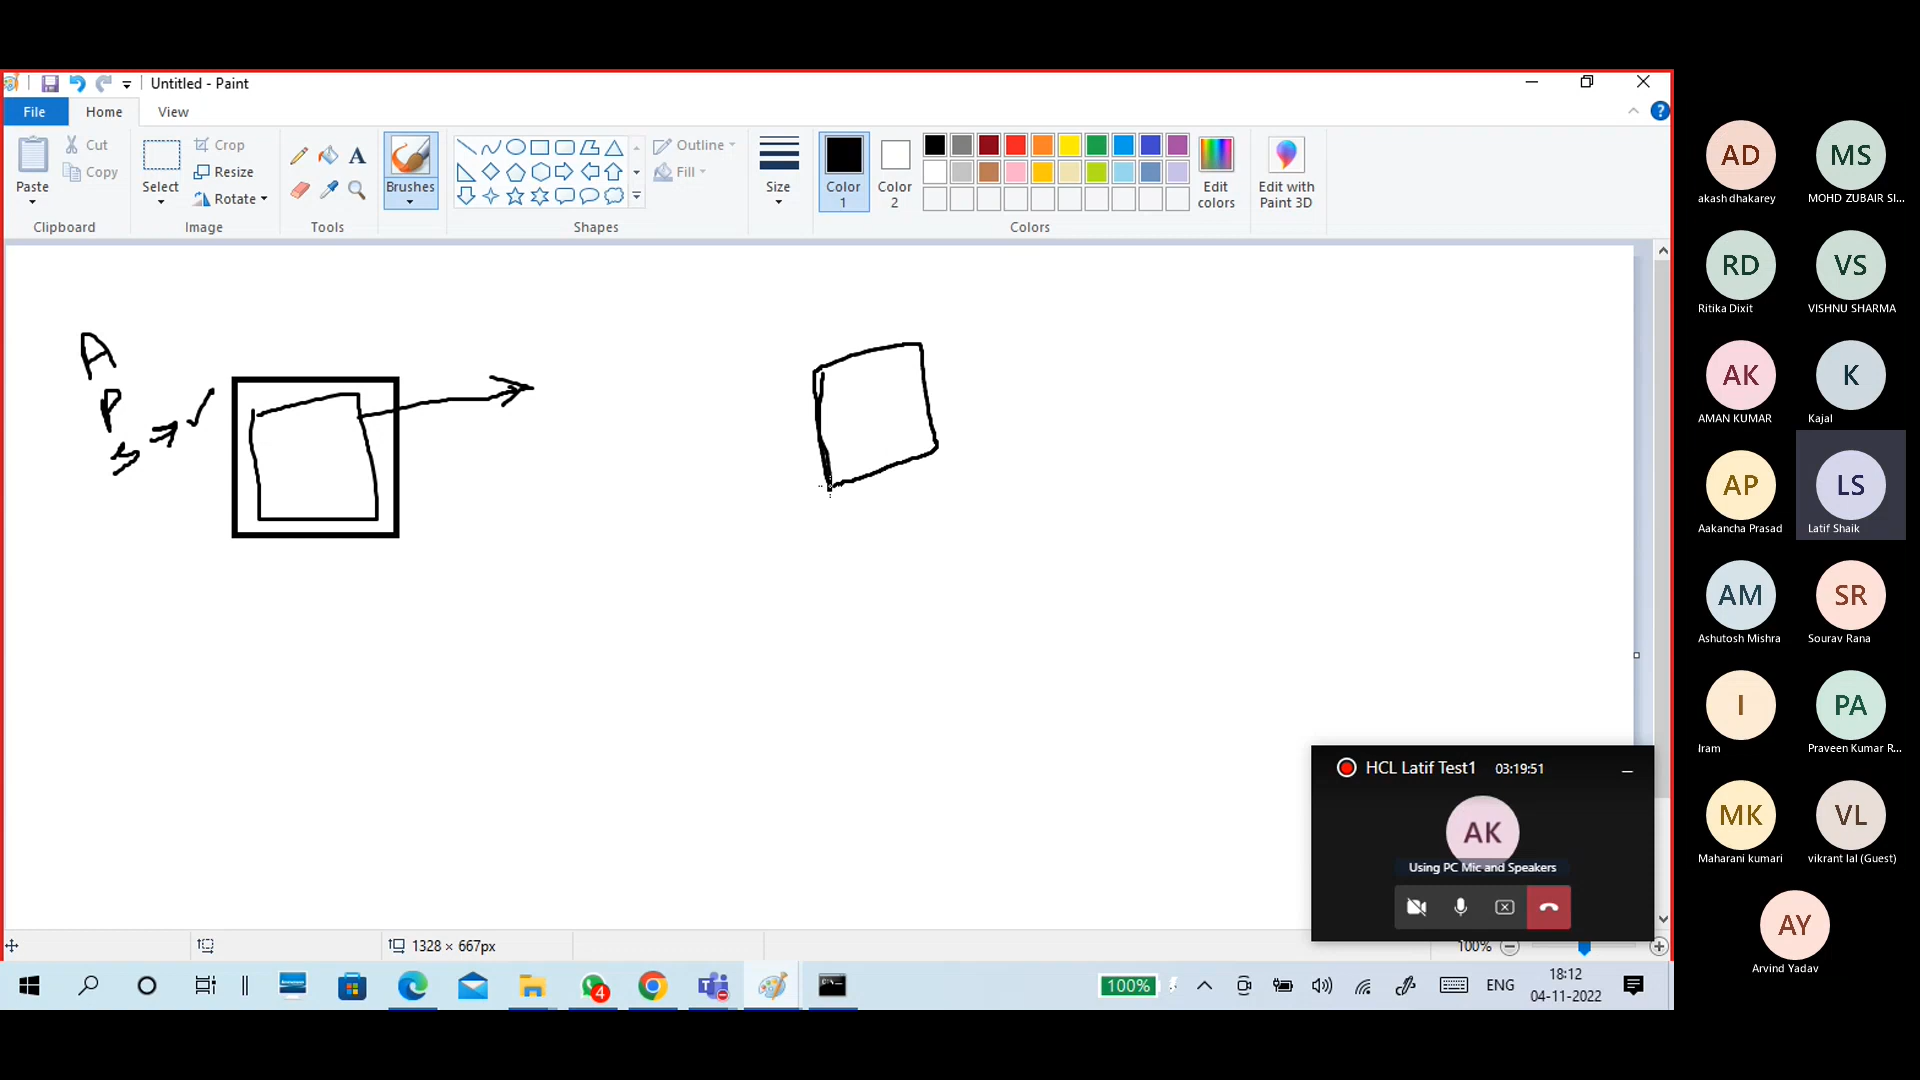 Untitled - Paint
File
Home
View
Paste
Cut
Copy
Clipboard
Select
Crop
Resize
Rotate
Image
A
Tools
Brushes
Shapes
Outline
Fill
Size
Color
1
Color
2
Edit
colors
Edit with
Paint 3D
Colors
?
A
P
S
1328 × 667px
100%
HCL Latif Test1
03:19:51
AK
Using PC Mic and Speakers
4
100%
ENG
18:12
04-11-2022
AD
akash dhakarey
MS
MOHD ZUBAIR SI...
RD
Ritika Dixit
VS
VISHNU SHARMA
AK
AMAN KUMAR
K
Kajal
AP
Aakancha Prasad
LS
Latif Shaik
AM
Ashutosh Mishra
SR
Sourav Rana
I
Iram
PA
Praveen Kumar R...
MK
Maharani kumari
VL
vikrant lal (Guest)
AY
Arvind Yadav